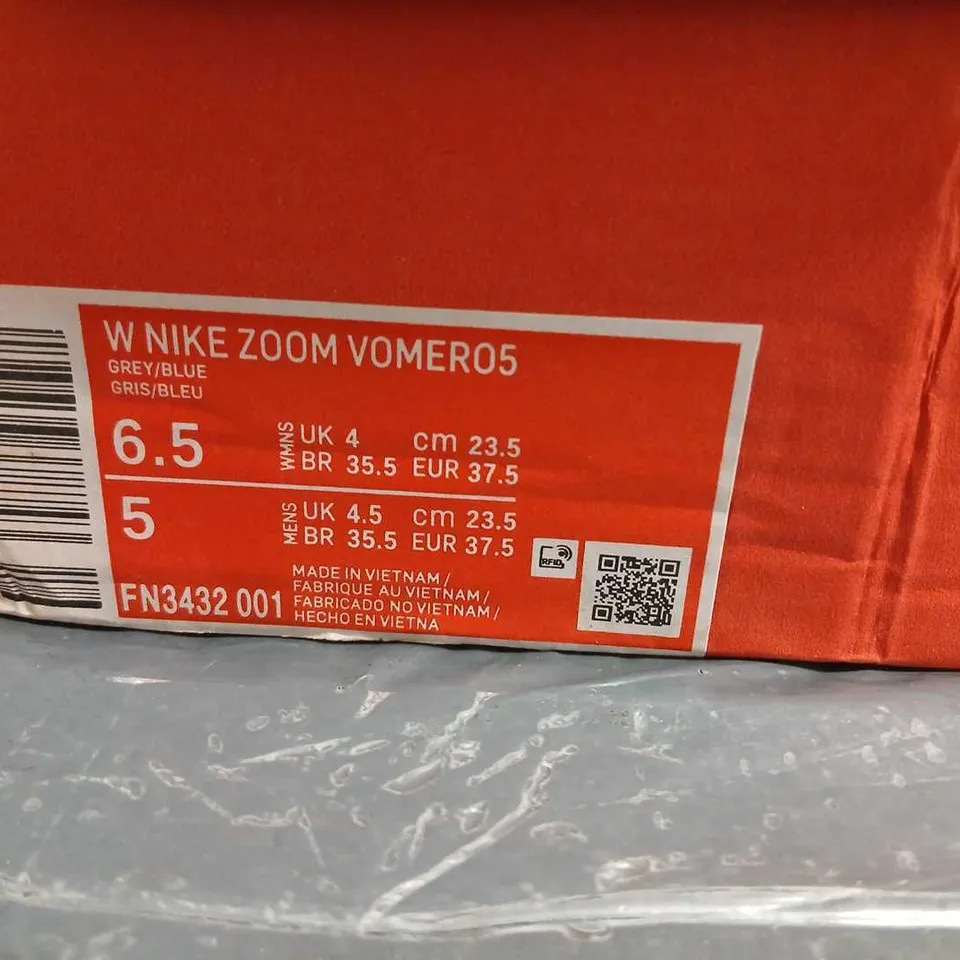 W NIKE ZOOM VOMERO5
GREY/BLUE
GRIS/BLEU
6.5
WMNS
UK 4 cm 23.5
BR 35.5 EUR 37.5
5
MENS
UK 4.5 cm 23.5
BR 35.5 EUR 37.5
RFID
FN3432 001
MADE IN VIETNAM /
FABRIQUE AU VIETNAM /
FABRICADO NO VIETNAM /
HECHO EN VIETNA